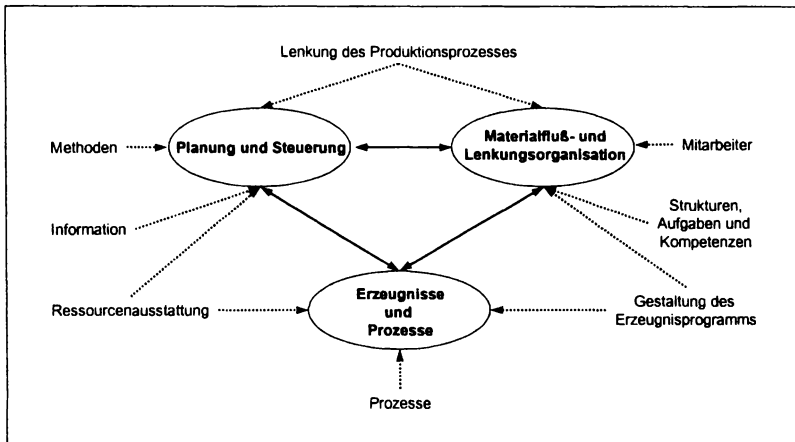 Lenkung des Produktionsprozesses
Methoden
Planung und Steuerung
Materialfluß- und
Lenkungsorganisation
Mitarbeiter
Information
Strukturen,
Aufgaben und
Kompetenzen
Ressourcenausstattung
Erzeugnisse
und
Prozesse
Gestaltung des
Erzeugnisprogramms
Prozesse